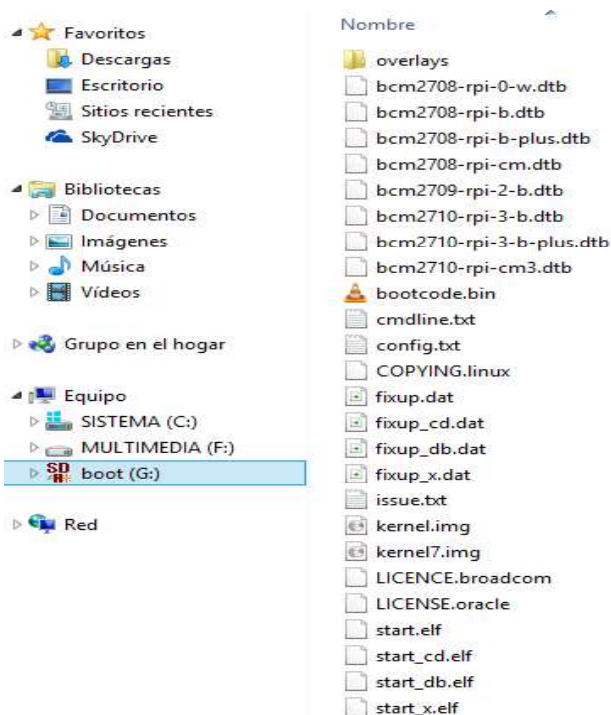 Favoritos
Descargas
Escritorio
Sitios recientes
SkyDrive
Bibliotecas
Documentos
Imágenes
Música
Vídeos
Grupo en el hogar
Equipo
SISTEMA (C:)
MULTIMEDIA (F:)
boot (G:)
Red
Nombre
overlays
bcm2708-rpi-0-w.dtb
bcm2708-rpi-b.dtb
bcm2708-rpi-b-plus.dtb
bcm2708-rpi-cm.dtb
bcm2709-rpi-2-b.dtb
bcm2710-rpi-3-b.dtb
bcm2710-rpi-3-b-plus.dtb
bcm2710-rpi-cm3.dtb
bootcode.bin
cmdline.txt
config.txt
COPYING.linux
fixup.dat
fixup_cd.dat
fixup_db.dat
fixup_x.dat
issue.txt
kernel.img
kernel7.img
LICENCE.broadcom
LICENSE.oracle
start.elf
start_cd.elf
start_db.elf
start_x.elf